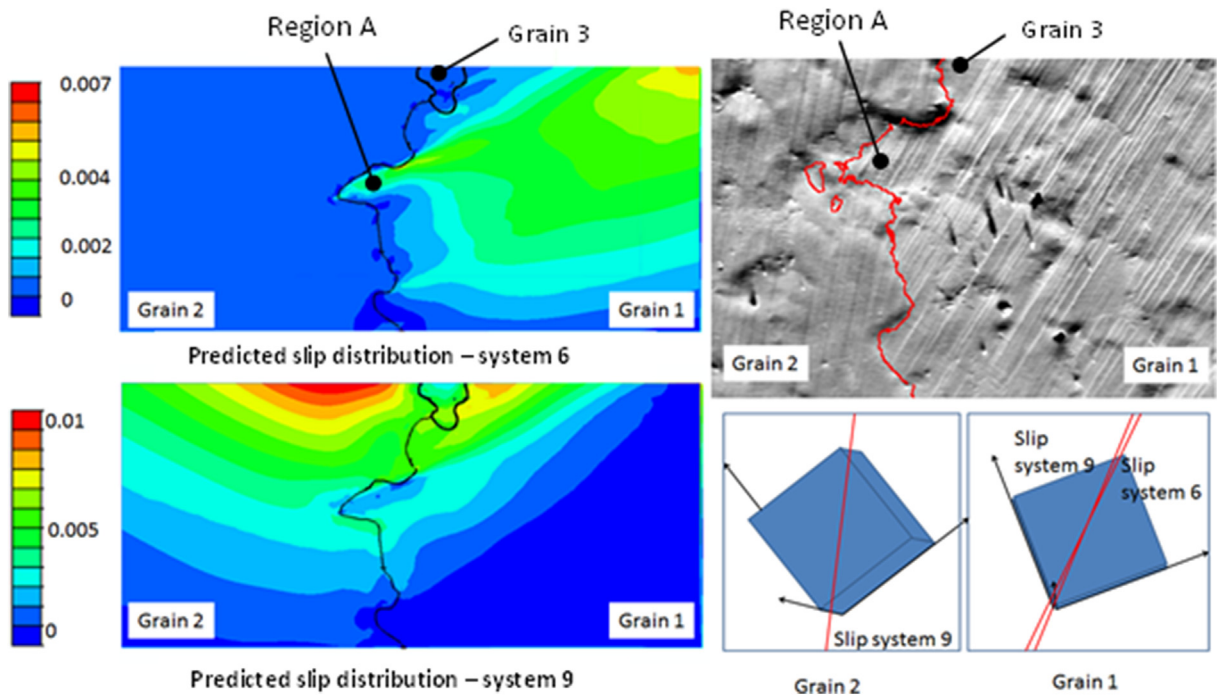 Region A
Grain 3
0.007
0.004
0.002
0
Grain 2
Grain 1
Predicted slip distribution – system 6
0.01
0.005
0
Grain 2
Grain 1
Predicted slip distribution – system 9
Region A
Grain 3
Grain 2
Grain 1
Slip system 9
Grain 2
Slip
system 9
Slip
system 6
Grain 1